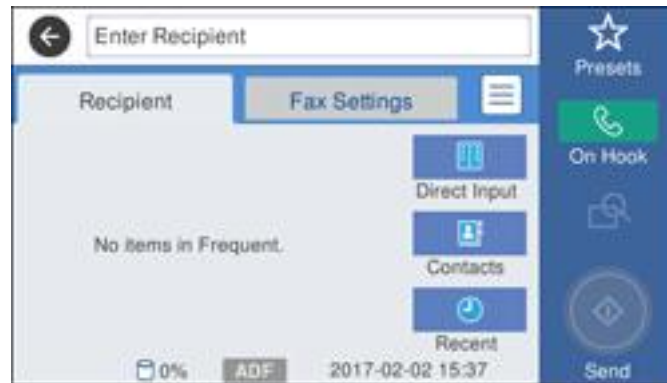 Enter Recipient
Presets
Recipient
Fax Settings
On Hook
Direct Input
No items in Frequent.
Contacts
Recent
0%
ADF
2017-02-02 15:37
Send